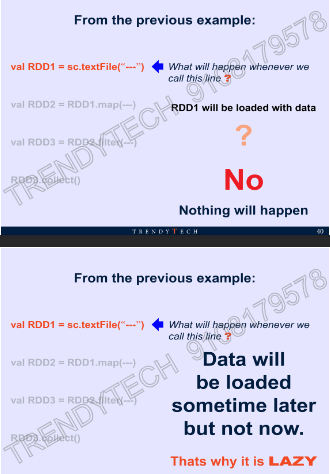 From the previous example:
val RDD1 = sc.textFile("---")
What will happen whenever we
call this line ?
val RDD2 = RDD1.map(---)
RDD1 will be loaded with data
?
val RDD3 = RDD2.filter(---)
No
RDD3.collect()
Nothing will happen
TRENDYTECH 9108179578
TRENDYTECH
40
From the previous example:
val RDD1 = sc.textFile("---")
What will happen whenever we
call this line ?
val RDD2 = RDD1.map(---)
Data will
be loaded
val RDD3 = RDD2.filter(---)
sometime later
but not now.
RDD3.collect()
Thats why it is LAZY
TRENDYTECH 9108179578